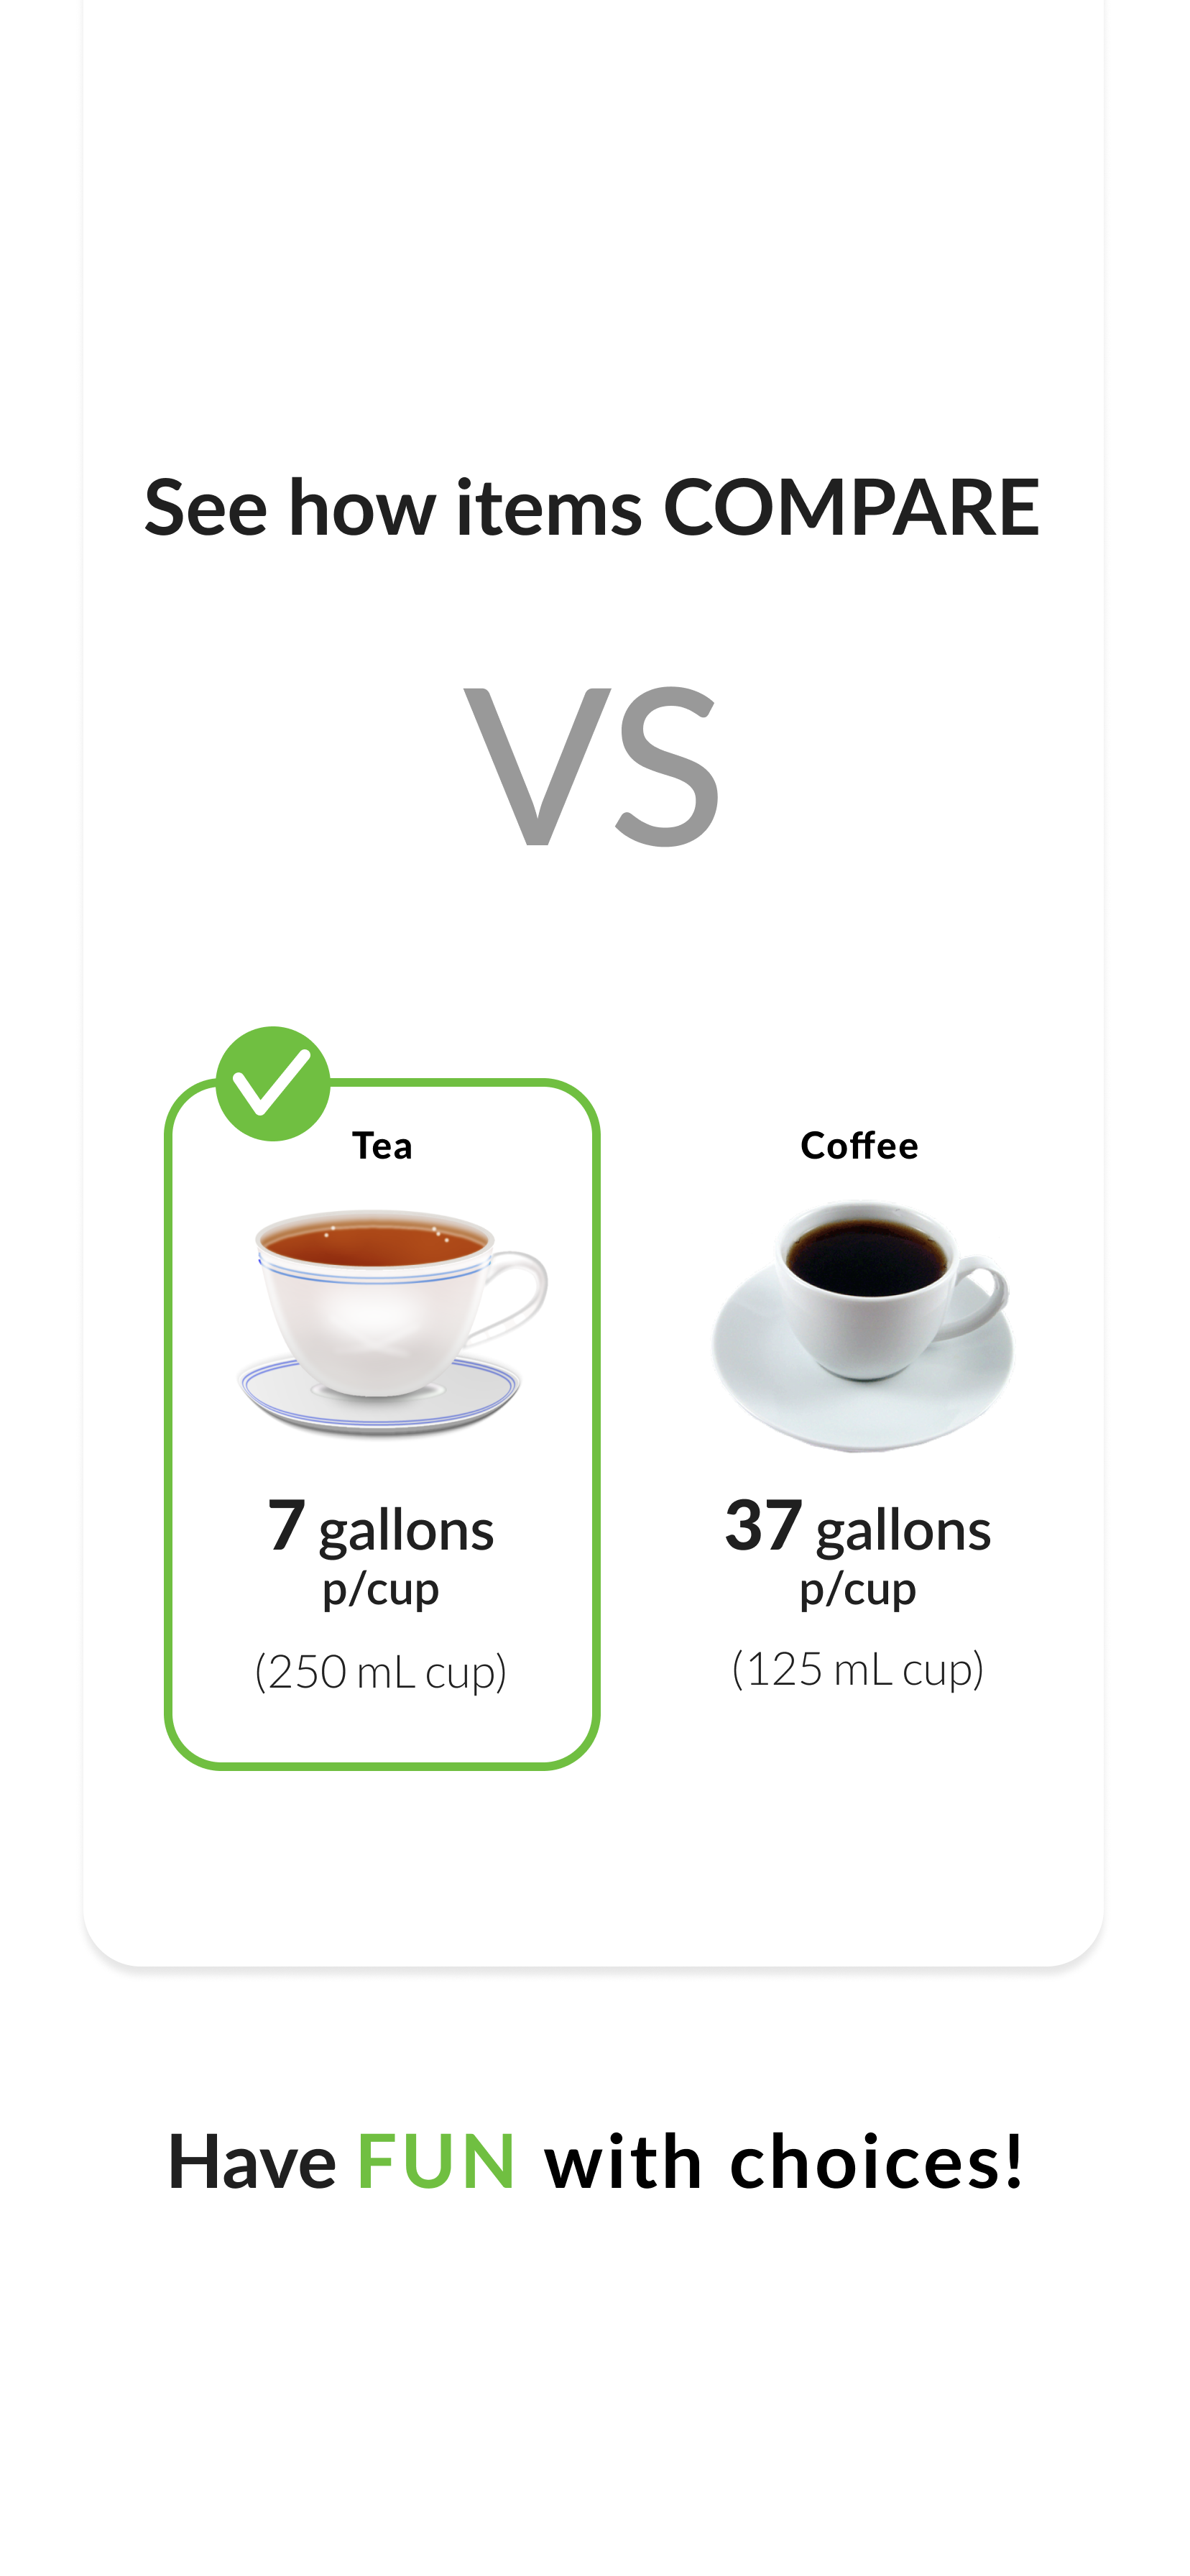 See how items COMPARE
VS
Tea
Coffee
7 gallons
p/cup
(250 mL cup)
37 gallons
p/cup
(125 mL cup)
Have FUN with choices!